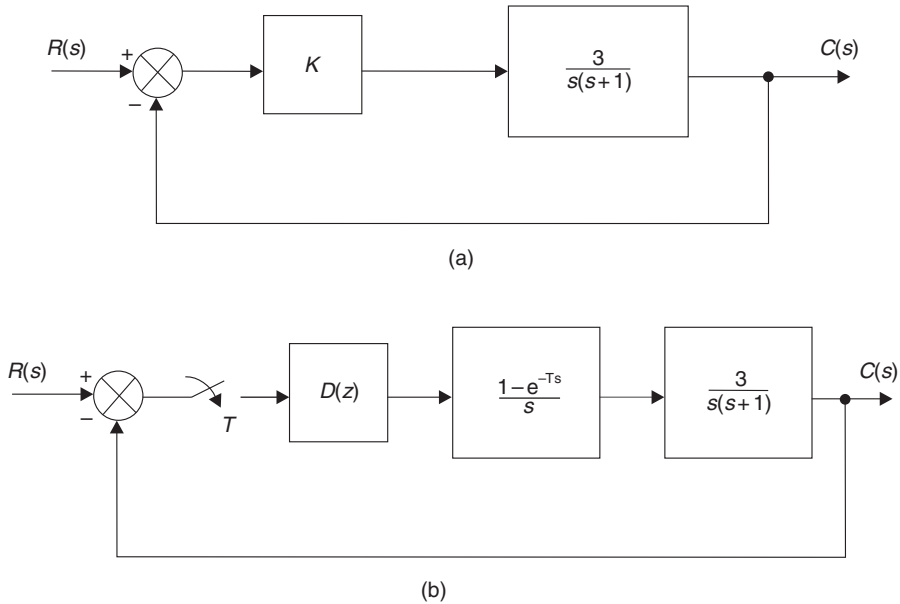 R(s)
+
−
K
3
s(s+1)
C(s)
(a)
R(s)
+
−
T
D(z)
1−e^{−Ts}
s
3
s(s+1)
C(s)
(b)